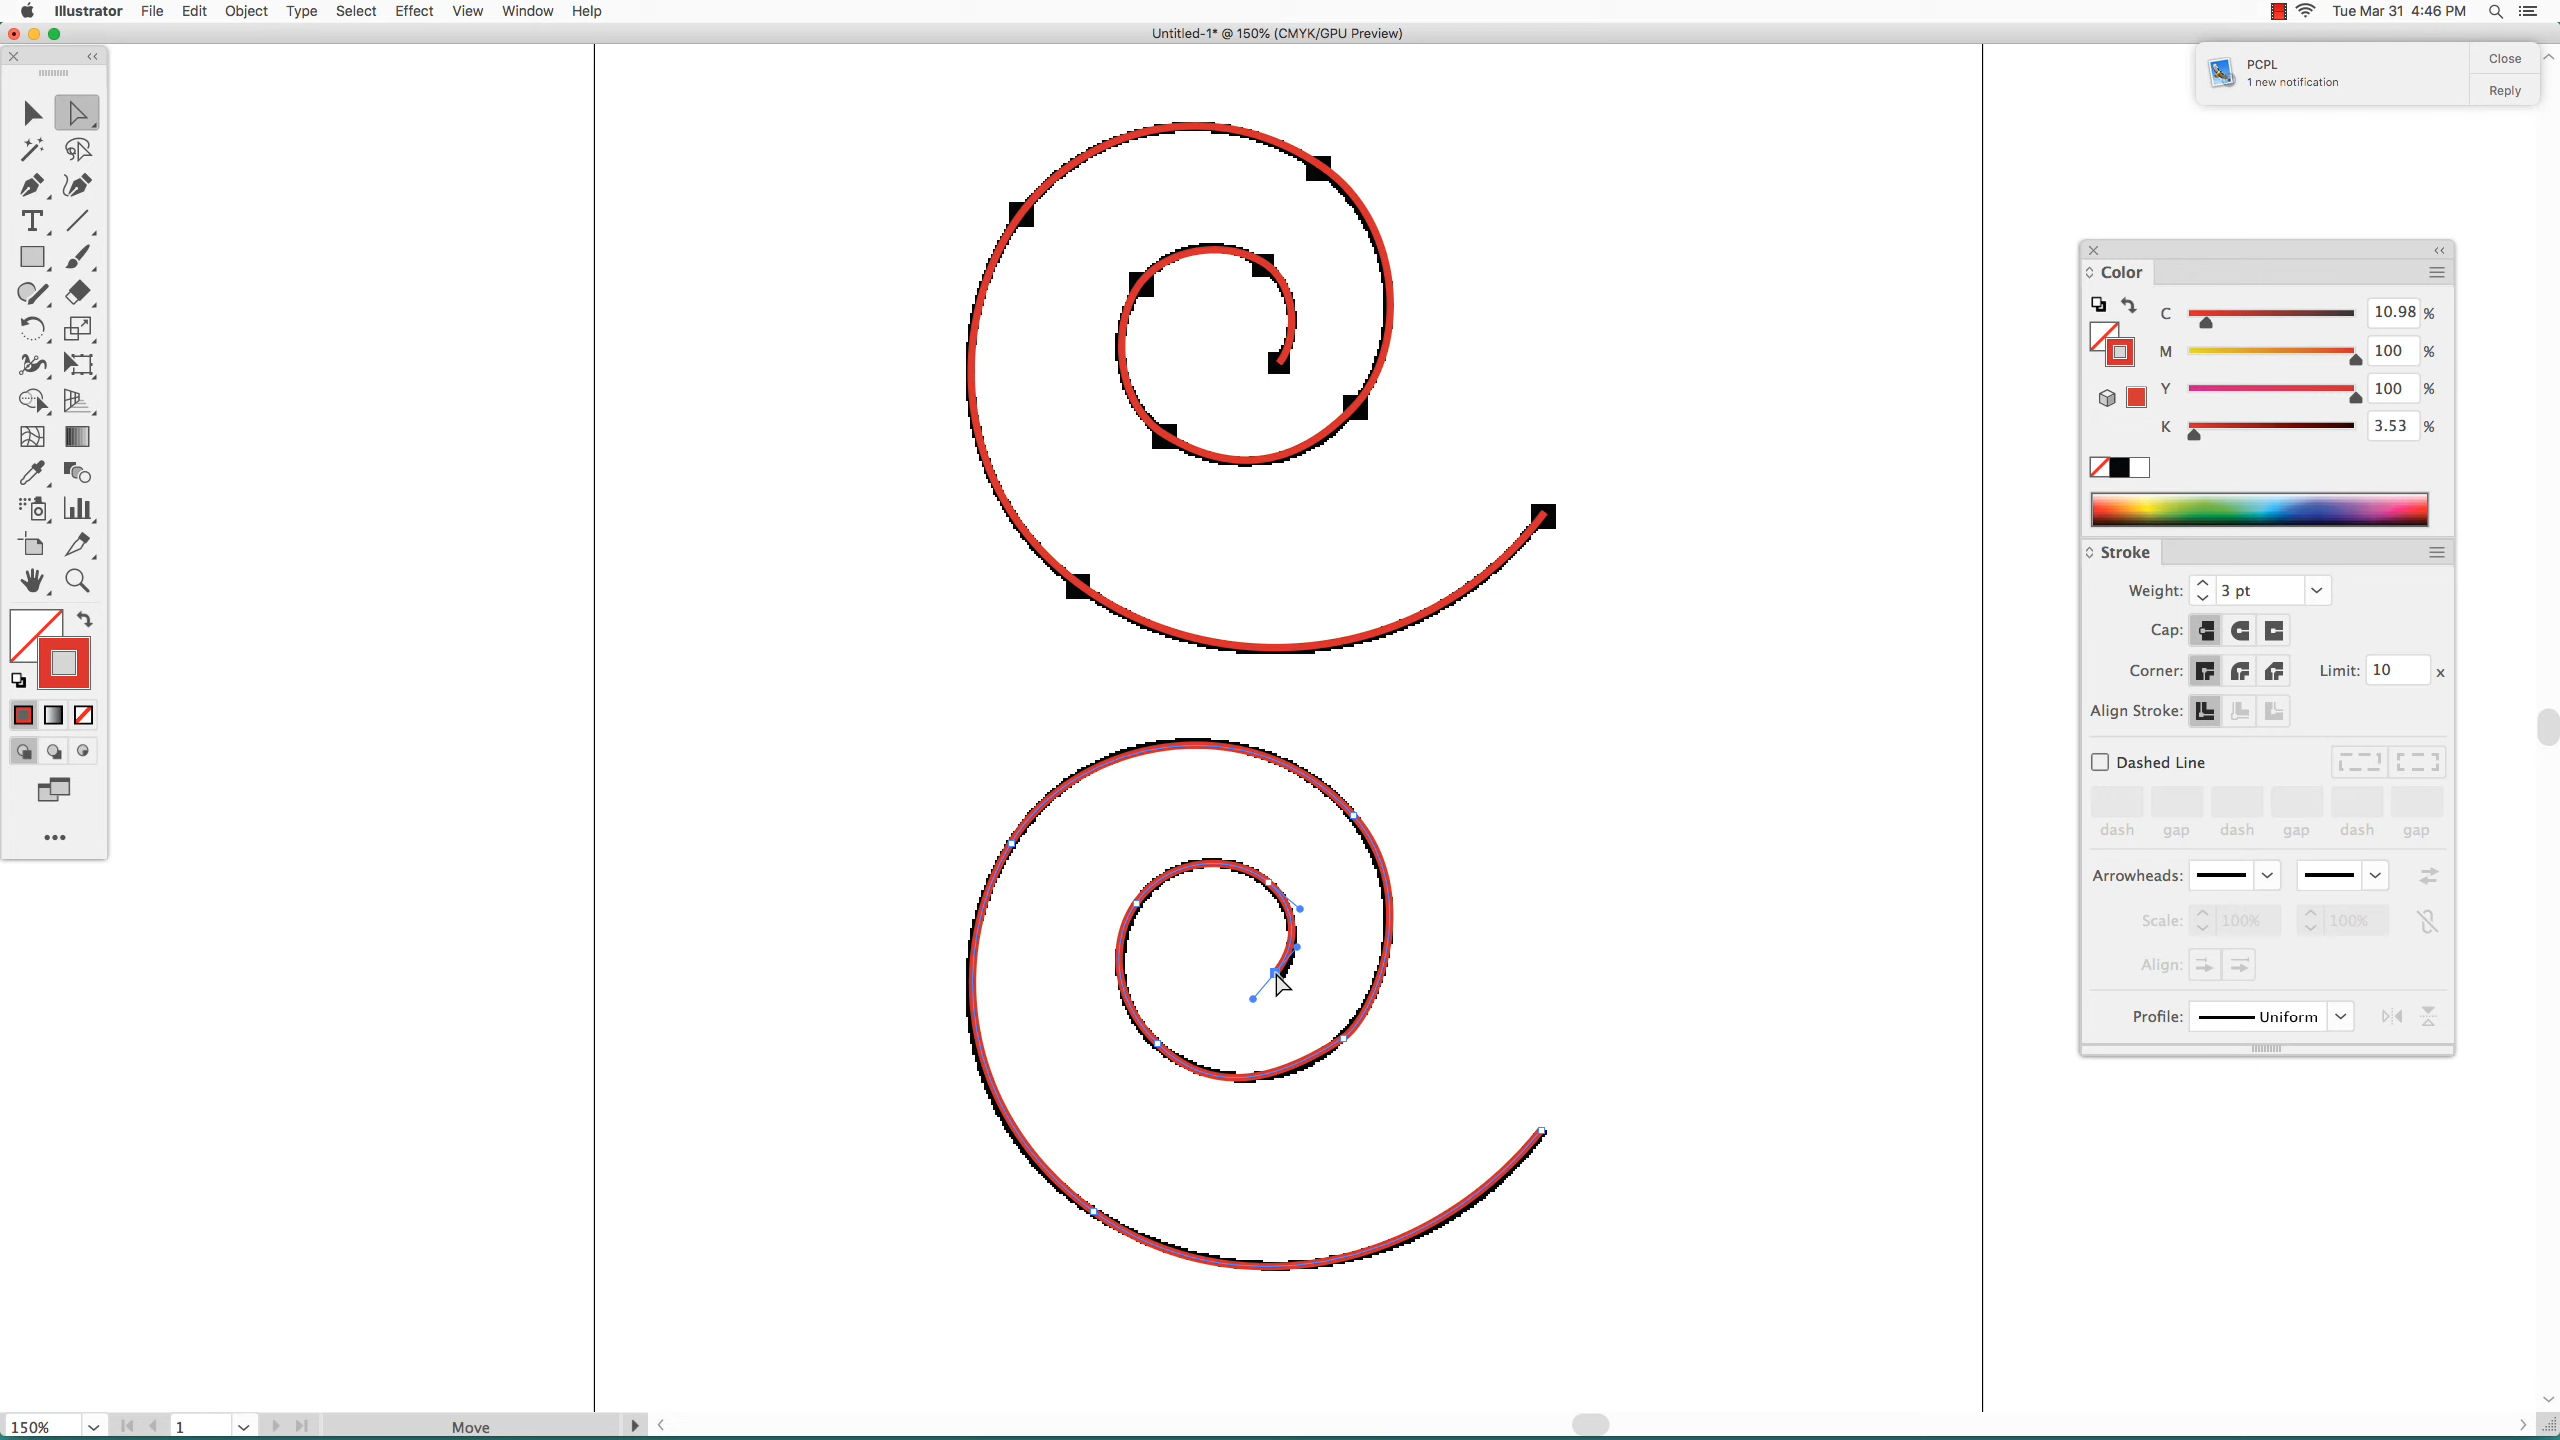 Illustrator File Edit Object Type Select Effect View Window Help
Tue Mar 31 4:46 PM
Untitled-1* @ 150% (CMYK/GPU Preview)
PCPL
1 new notification
Close
Reply
Color
C 10.98 %
M 100 %
Y 100 %
K 3.53 %
Stroke
Weight: 3 pt
Cap:
Corner: Limit: 10 x
Align Stroke:
Dashed Line
dash gap dash gap dash gap
Arrowheads:
Scale: 100% 100%
Align:
Profile: Uniform
150% 1 Move